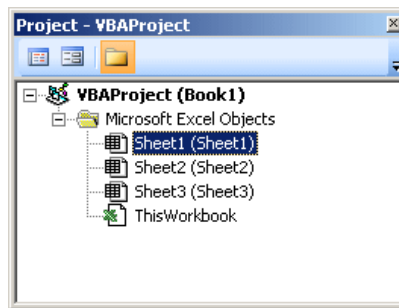 Project - VBAProject
VBAProject (Book1)
Microsoft Excel Objects
Sheet1 (Sheet1)
Sheet2 (Sheet2)
Sheet3 (Sheet3)
ThisWorkbook